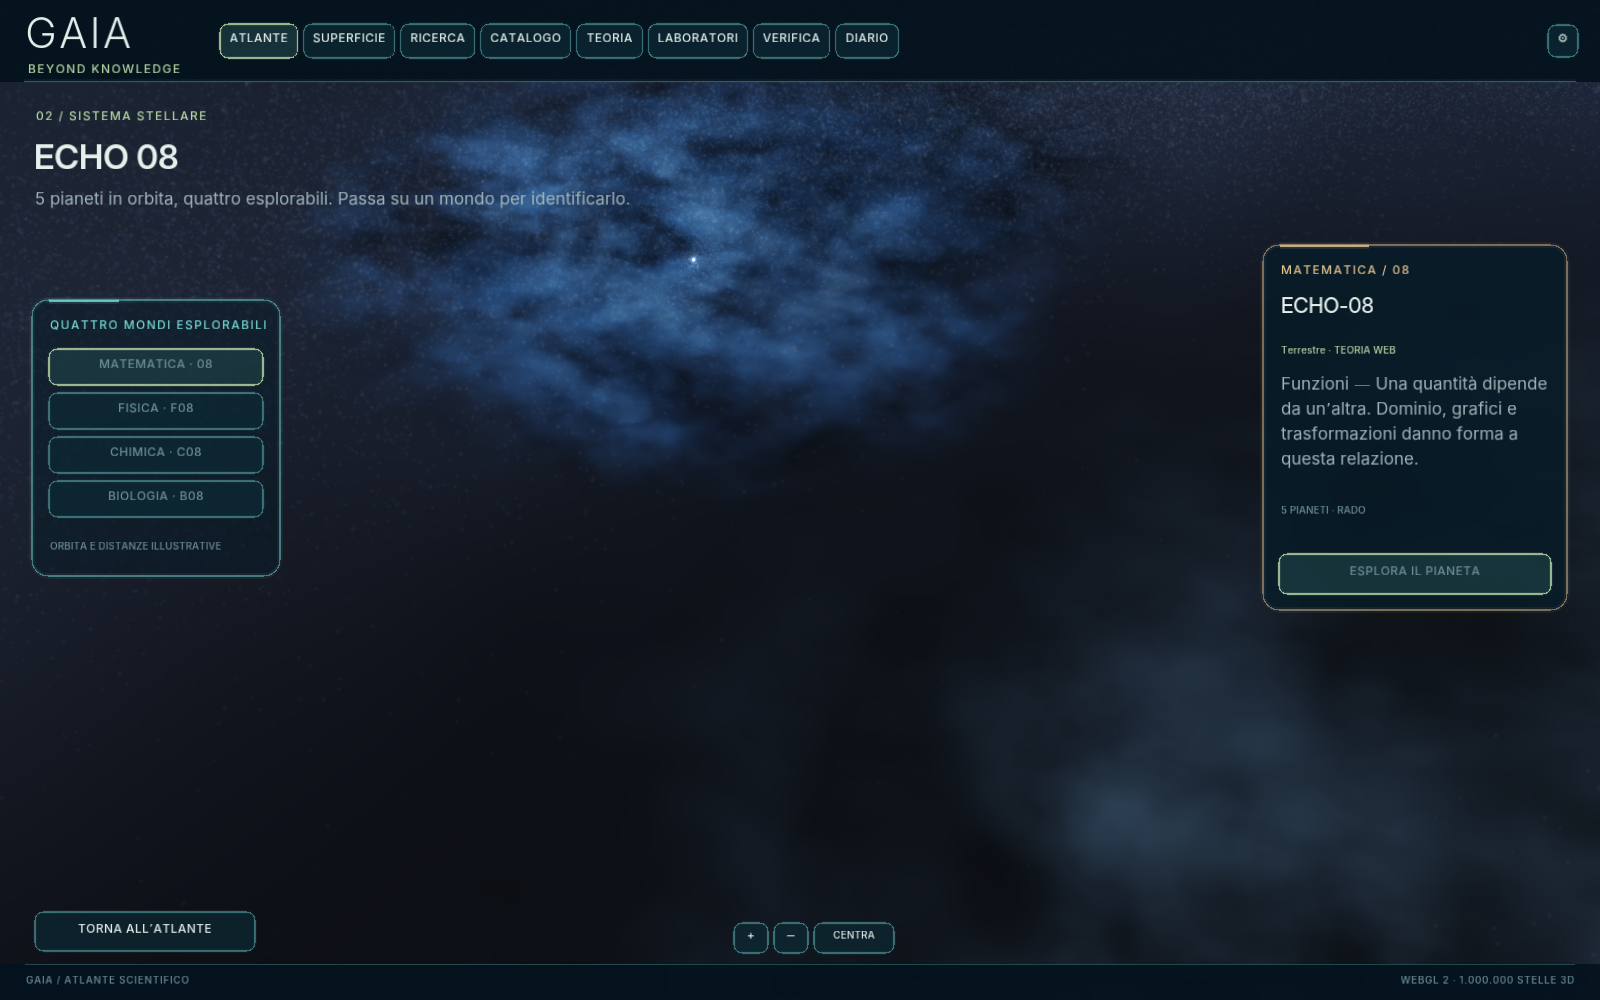 GAIA
BEYOND KNOWLEDGE
ATLANTE
SUPERFICIE
RICERCA
CATALOGO
TEORIA
LABORATORI
VERIFICA
DIARIO
02 / SISTEMA STELLARE
ECHO 08
5 pianeti in orbita, quattro esplorabili. Passa su un mondo per identificarlo.
QUATTRO MONDI ESPLORABILI
MATEMATICA · 08
FISICA · F08
CHIMICA · C08
BIOLOGIA · B08
ORBITA E DISTANZE ILLUSTRATIVE
MATEMATICA / 08
ECHO-08
Terrestre · TEORIA WEB
Funzioni — Una quantità dipende
da un’altra. Dominio, grafici e
trasformazioni danno forma a
questa relazione.
5 PIANETI · RADO
ESPLORA IL PIANETA
TORNA ALL’ATLANTE
+
−
CENTRA
GAIA / ATLANTE SCIENTIFICO
WEBGL 2 · 1.000.000 STELLE 3D